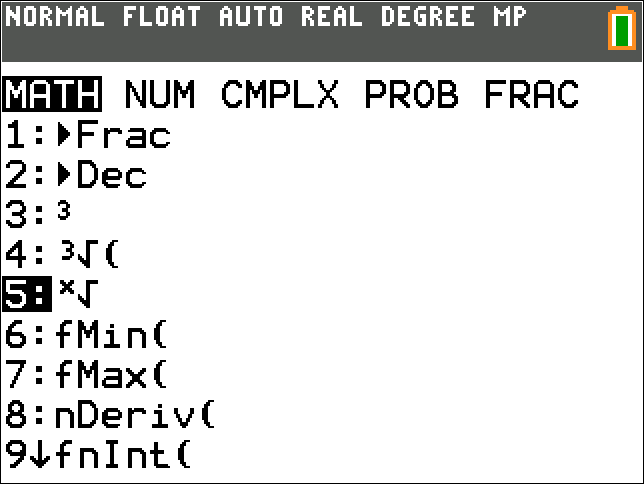 NORMAL FLOAT AUTO REAL DEGREE MP
MATH NUM CMPLX PROB FRAC
1:►Frac
2:►Dec
3:³
4:³√(
5:ˣ√
6:fMin(
7:fMax(
8:nDeriv(
9↓fnInt(